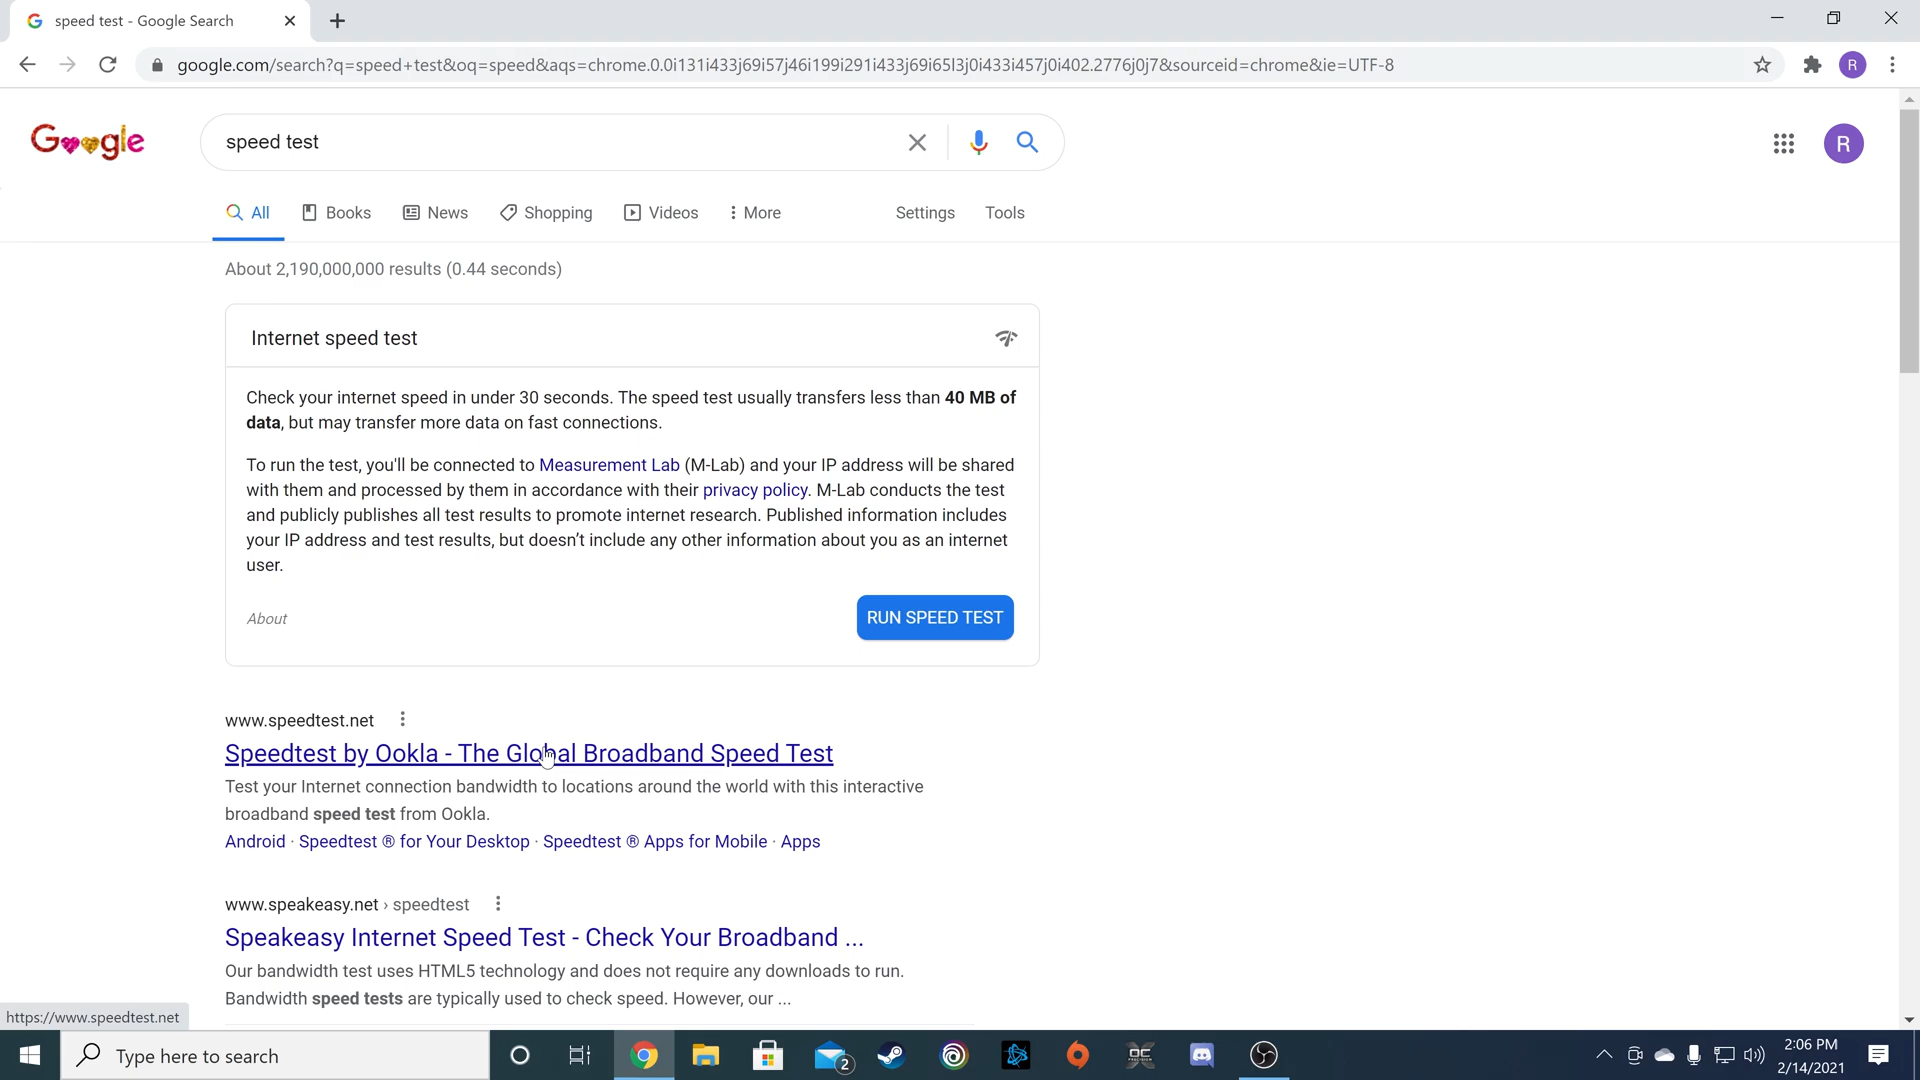 speed test - Google Search
google.com/search?q=speed+test&oq=speed&aqs=chrome.0.0i131i433j69i57j46i199i291i433j69i65l3j0i433i457j0i402.2776j0j7&sourceid=chrome&ie=UTF-8
R
Google
speed test
R
All
Books
News
Shopping
Videos
More
Settings
Tools
About 2,190,000,000 results (0.44 seconds)
Internet speed test
Check your internet speed in under 30 seconds. The speed test usually transfers less than 40 MB of
data, but may transfer more data on fast connections.
To run the test, you'll be connected to Measurement Lab (M-Lab) and your IP address will be shared
with them and processed by them in accordance with their privacy policy. M-Lab conducts the test
and publicly publishes all test results to promote internet research. Published information includes
your IP address and test results, but doesn't include any other information about you as an internet
user.
About
RUN SPEED TEST
www.speedtest.net
Speedtest by Ookla - The Global Broadband Speed Test
Test your Internet connection bandwidth to locations around the world with this interactive
broadband speed test from Ookla.
Android · Speedtest ® for Your Desktop · Speedtest ® Apps for Mobile · Apps
www.speakeasy.net › speedtest
Speakeasy Internet Speed Test - Check Your Broadband ...
Our bandwidth test uses HTML5 technology and does not require any downloads to run.
Bandwidth speed tests are typically used to check speed. However, our ...
https://www.speedtest.net
Type here to search
2
OC
2:06 PM
2/14/2021